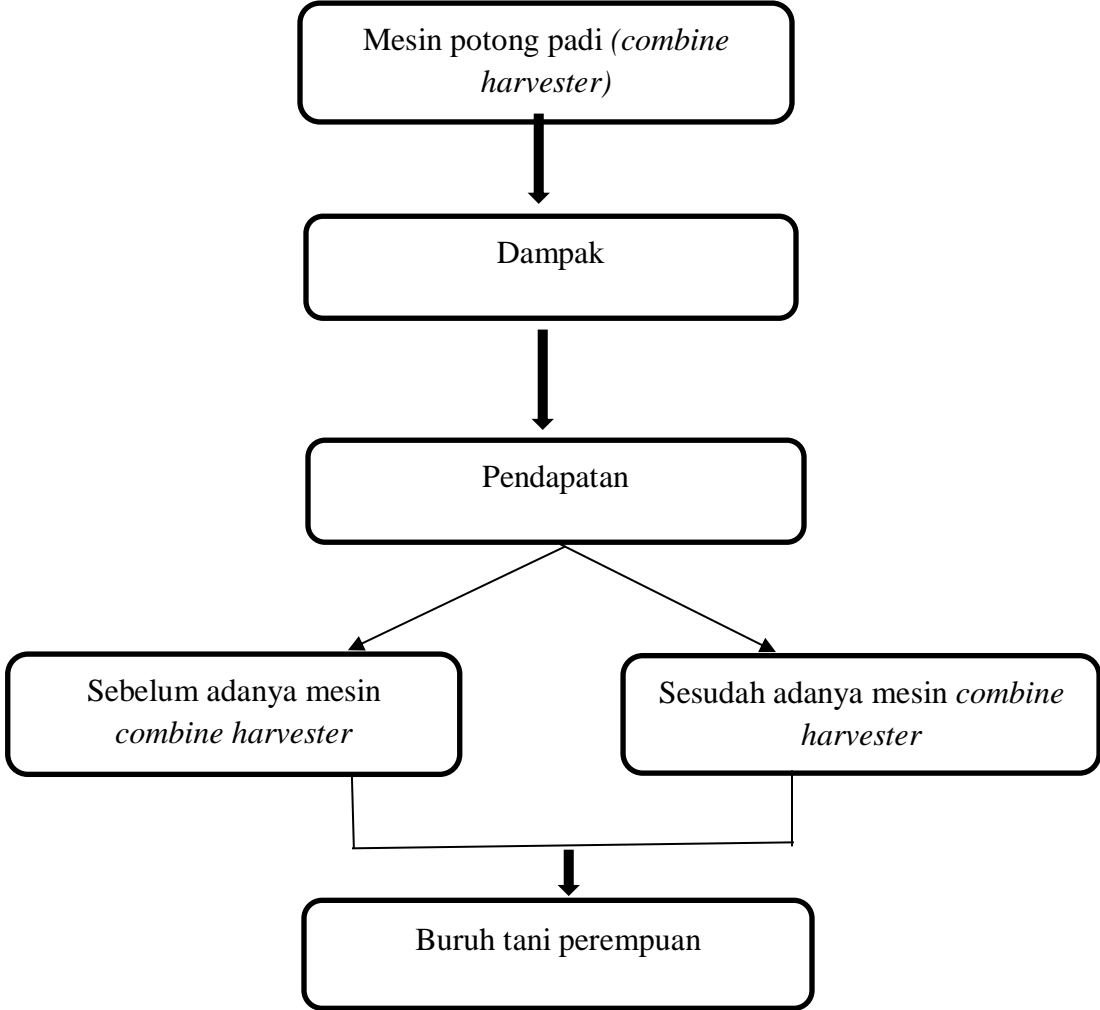 Mesin potong padi (combine
harvester)
Dampak
Pendapatan
Sebelum adanya mesin
combine harvester
Sesudah adanya mesin combine
harvester
Buruh tani perempuan